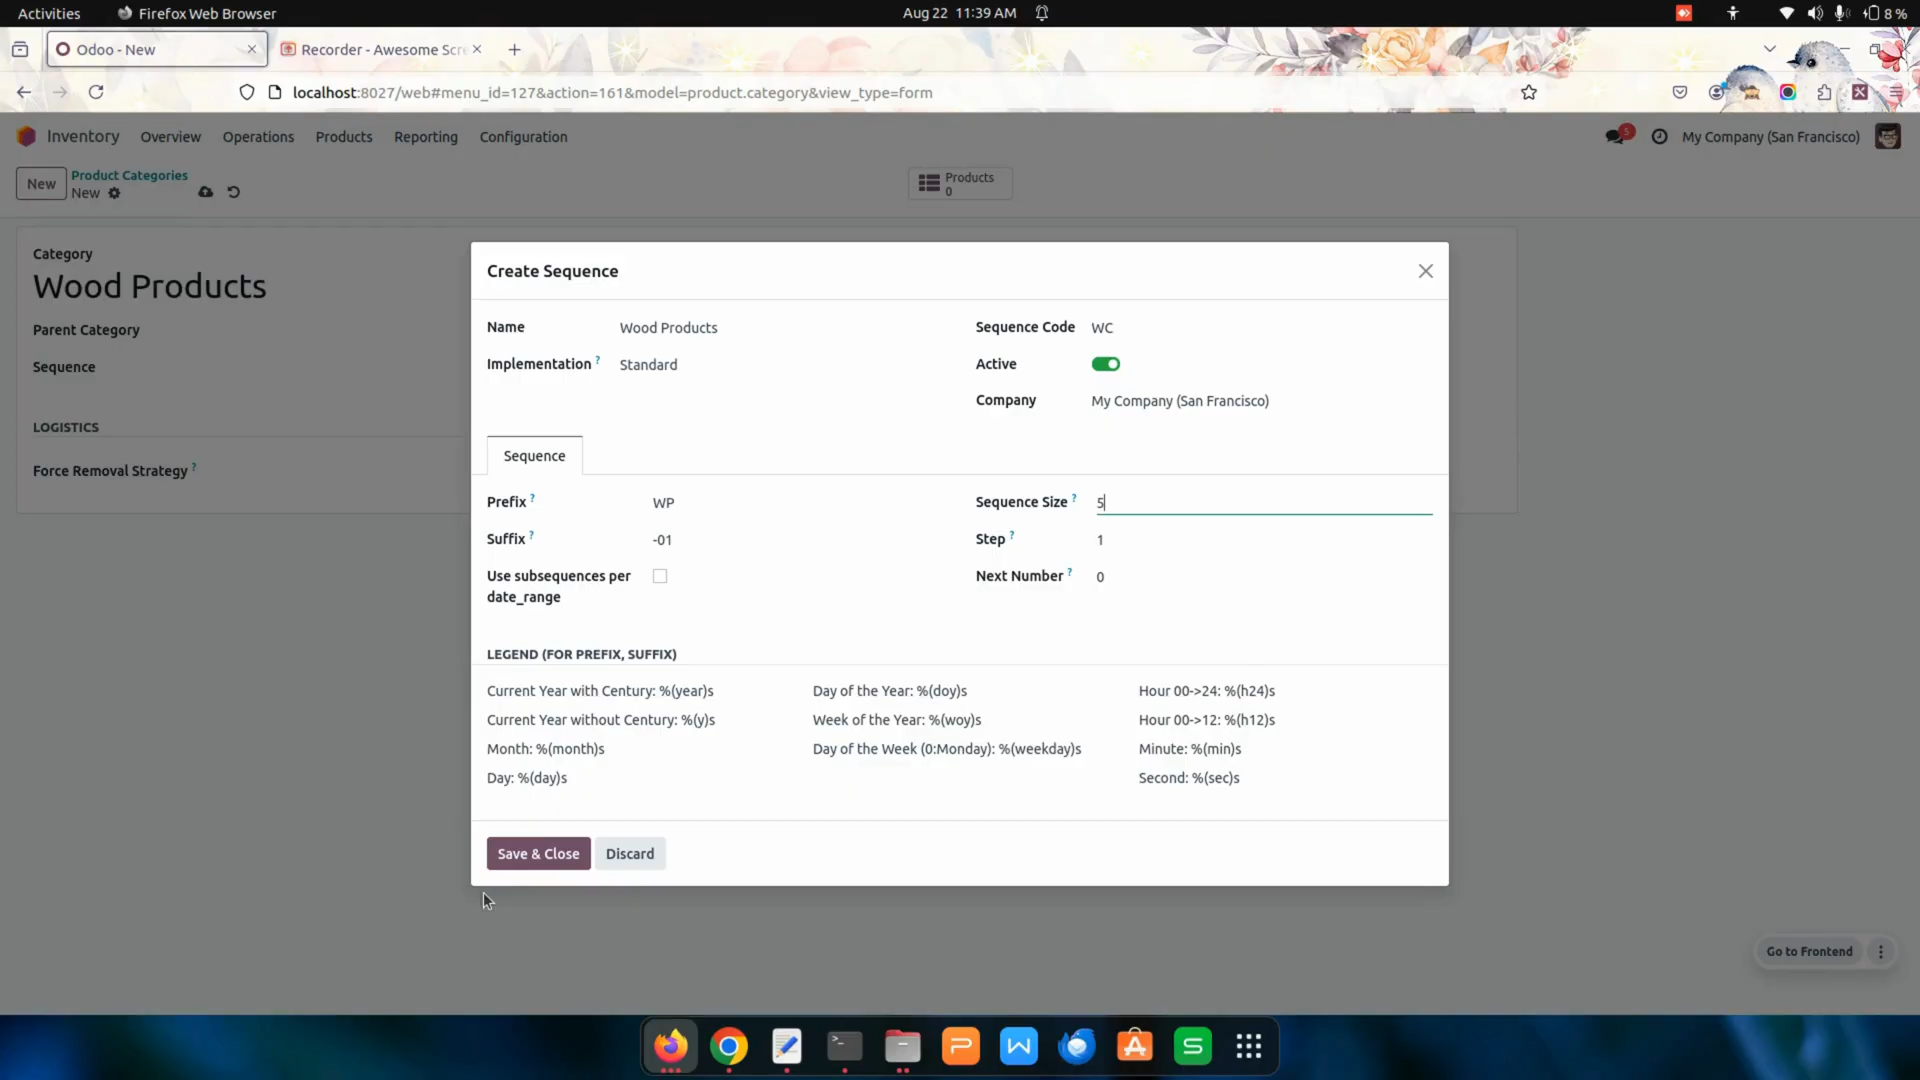 Activities Firefox Web Browser Aug 22 11:39 AM 8 %
Odoo - New Recorder - Awesome Scre
localhost:8027/web#menu_id=127&action=161&model=product.category&view_type=form
Inventory Overview Operations Products Reporting Configuration 5 My Company (San Francisco)
New Product Categories
New
Products
0
Category
Wood Products
Parent Category
Sequence
LOGISTICS
Force Removal Strategy ?
Create Sequence
Name Wood Products Sequence Code WC
Implementation ? Standard Active
Company My Company (San Francisco)
Sequence
Prefix ? WP Sequence Size ? 5
Suffix ? -01 Step ? 1
Use subsequences per Next Number ? 0
date_range
LEGEND (FOR PREFIX, SUFFIX)
Current Year with Century: %(year)s Day of the Year: %(doy)s Hour 00->24: %(h24)s
Current Year without Century: %(y)s Week of the Year: %(woy)s Hour 00->12: %(h12)s
Month: %(month)s Day of the Week (0:Monday): %(weekday)s Minute: %(min)s
Day: %(day)s Second: %(sec)s
Save & Close Discard
Go to Frontend